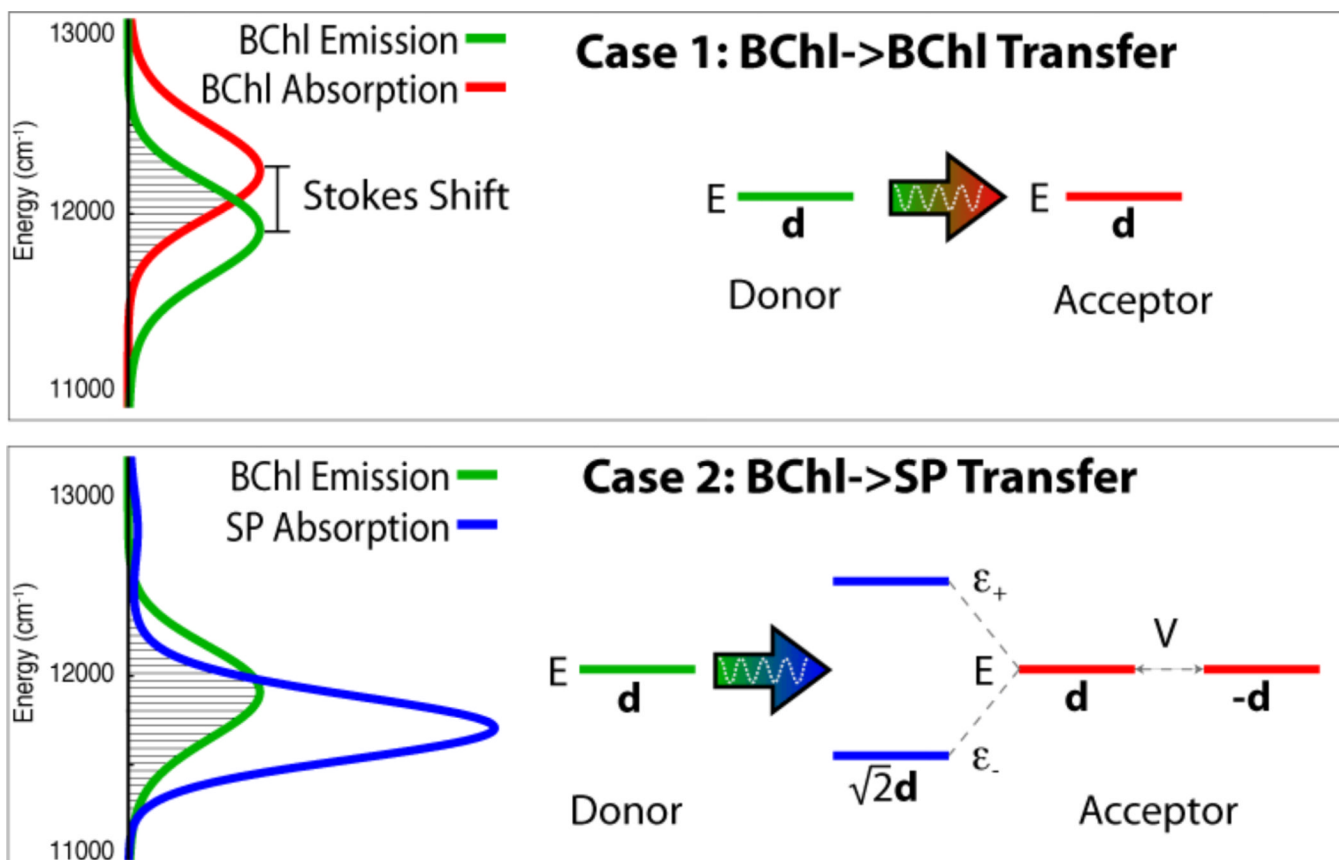 Case 1: BChl->BChl Transfer
BChl Emission
BChl Absorption
Stokes Shift
Energy (cm⁻¹)
13000
12000
11000
E
d
Donor
E
d
Acceptor
Case 2: BChl->SP Transfer
BChl Emission
SP Absorption
Energy (cm⁻¹)
13000
12000
11000
E
d
Donor
ε₊
E
ε₋
√2d
V
d
-d
Acceptor